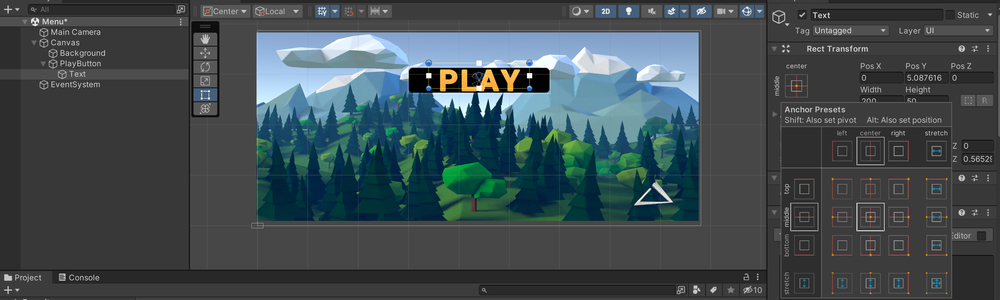 All
Menu*
Main Camera
Canvas
Background
PlayButton
Text
EventSystem
Center
Local
2D
PLAY
Text
Static
Tag
Untagged
Layer
UI
Rect Transform
center
middle
Pos X
Pos Y
Pos Z
0
5.087616
0
Width
Height
200
50
R
Anchor Presets
Shift: Also set pivot
Alt: Also set position
left
center
right
stretch
top
middle
bottom
stretch
Z
0
Z
0.5652
Editor
Project
Console
10